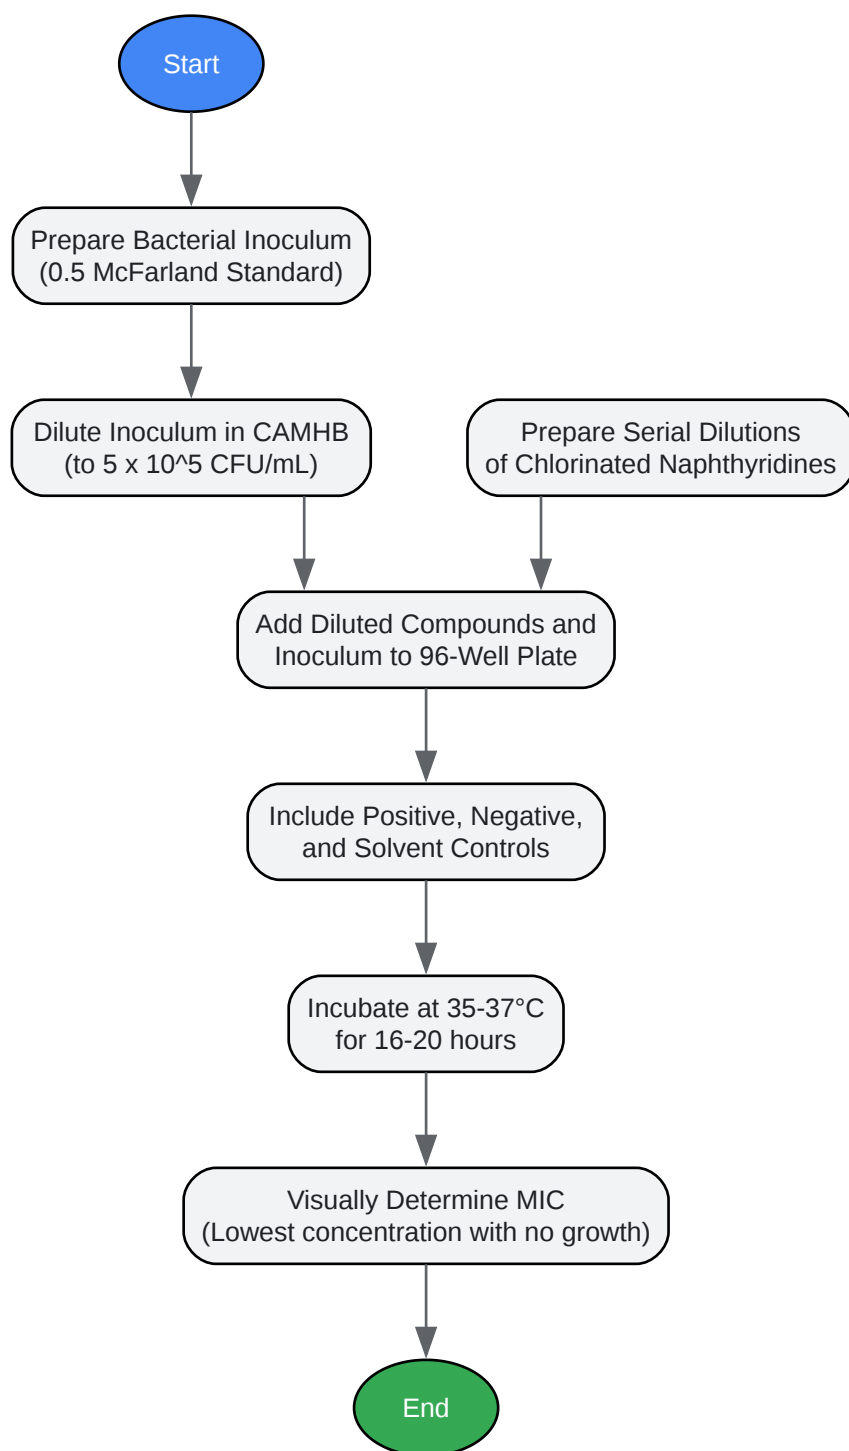 Start
Prepare Bacterial Inoculum
(0.5 McFarland Standard)
Dilute Inoculum in CAMHB
(to 5 x 10^5 CFU/mL)
Prepare Serial Dilutions
of Chlorinated Naphthyridines
Add Diluted Compounds and
Inoculum to 96-Well Plate
Include Positive, Negative,
and Solvent Controls
Incubate at 35-37°C
for 16-20 hours
Visually Determine MIC
(Lowest concentration with no growth)
End